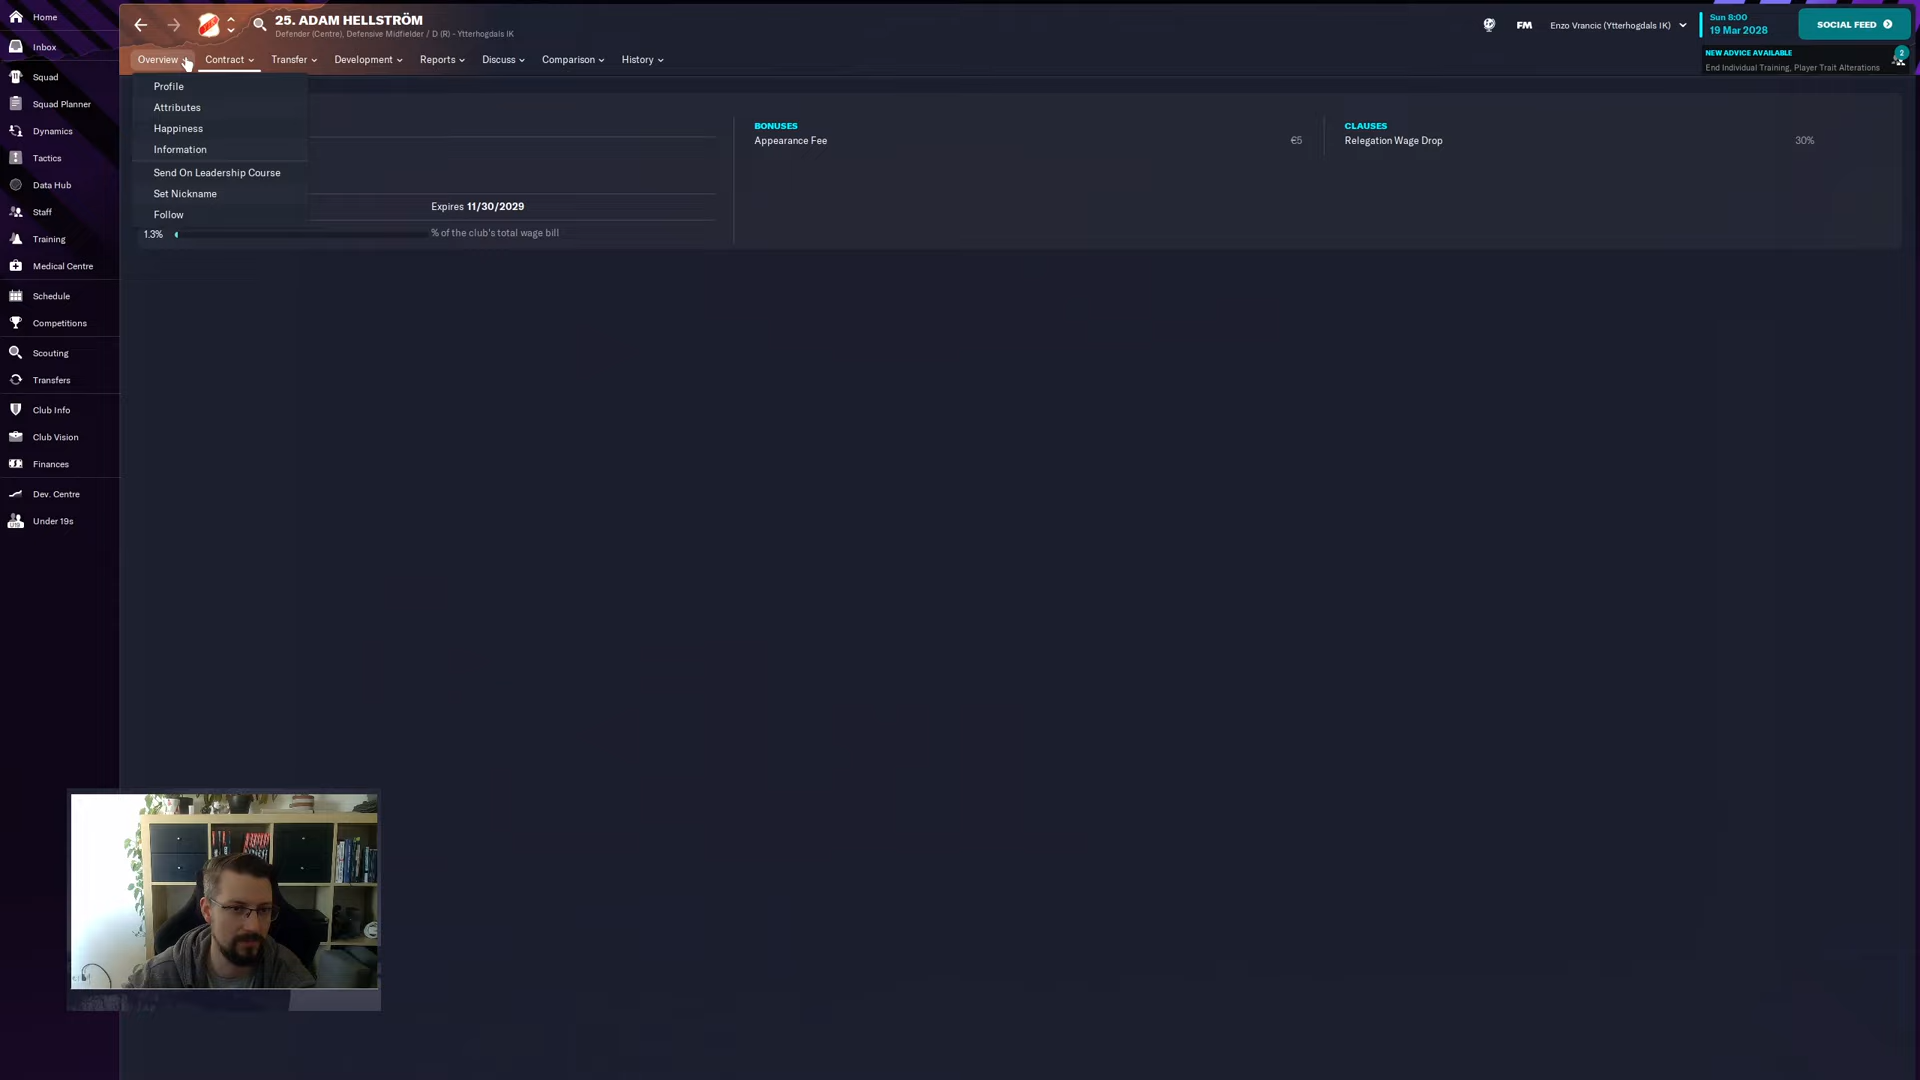 Home
Inbox
Squad
Squad Planner
Dynamics
Tactics
Data Hub
Staff
Training
Medical Centre
Schedule
Competitions
Scouting
Transfers
Club Info
Club Vision
Finances
Dev. Centre
Under 19s
25. ADAM HELLSTRÖM
Defender (Centre), Defensive Midfielder / D (R) - Ytterhogdals IK
FM
Enzo Vrancic (Ytterhogdals IK)
Sun 8:00
19 Mar 2028
SOCIAL FEED
NEW ADVICE AVAILABLE
End Individual Training, Player Trait Alterations
2
Overview Contract Transfer Development Reports Discuss Comparison History
Profile
Attributes
Happiness
Information
Send On Leadership Course
Set Nickname
Follow
Expires 11/30/2029
1.3% % of the club's total wage bill
BONUSES
Appearance Fee €5
CLAUSES
Relegation Wage Drop 30%